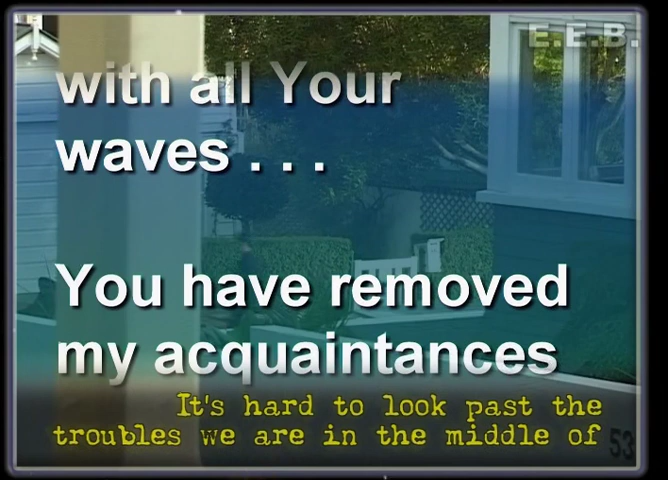 E.E.B.
with all Your
waves . . .
You have removed
my acquaintances
It's hard to look past the
troubles we are in the middle of
53